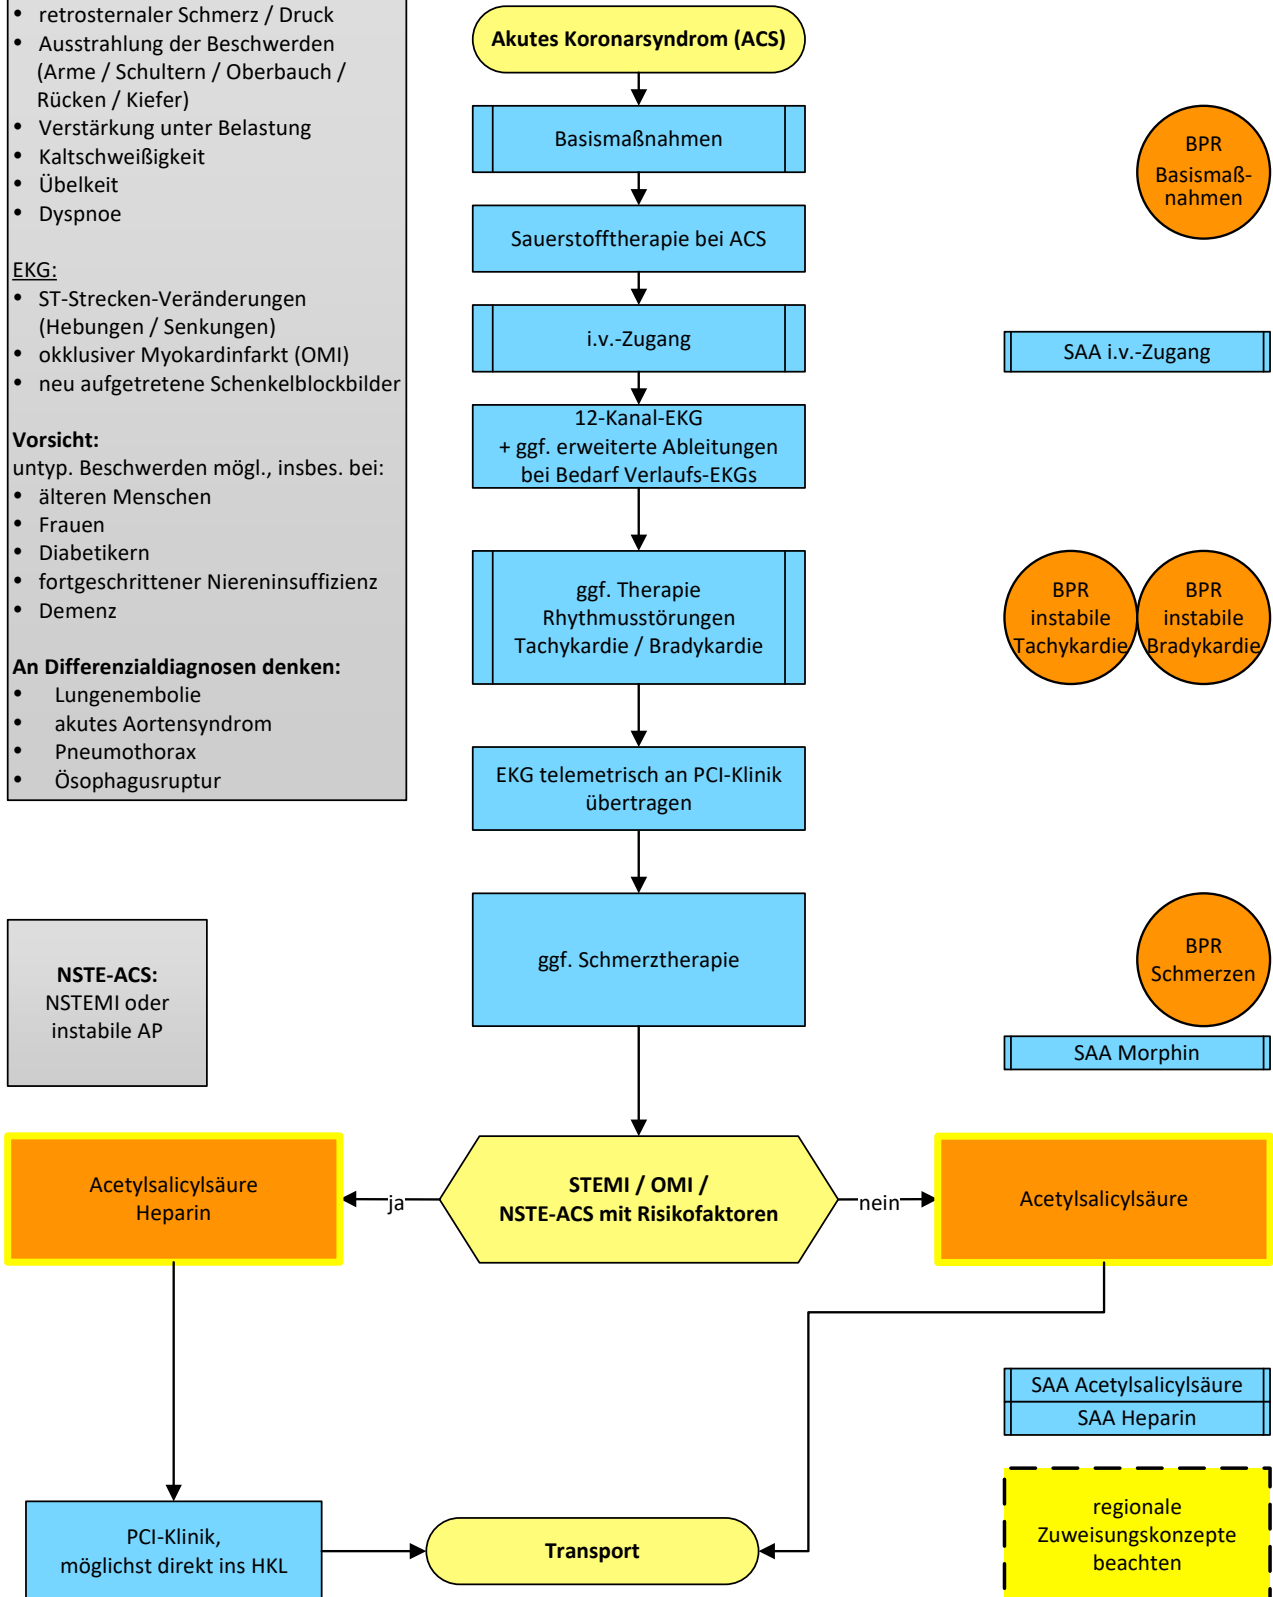 • retrosternaler Schmerz / Druck
• Ausstrahlung der Beschwerden
(Arme / Schultern / Oberbauch /
Rücken / Kiefer)
• Verstärkung unter Belastung
• Kaltschweißigkeit
• Übelkeit
• Dyspnoe
EKG:
• ST-Strecken-Veränderungen
(Hebungen / Senkungen)
• okklusiver Myokardinfarkt (OMI)
• neu aufgetretene Schenkelblockbilder
Vorsicht:
untyp. Beschwerden mögl., insbes. bei:
• älteren Menschen
• Frauen
• Diabetikern
• fortgeschrittener Niereninsuffizienz
• Demenz
An Differenzialdiagnosen denken:
• Lungenembolie
• akutes Aortensyndrom
• Pneumothorax
• Ösophagusruptur
Akutes Koronarsyndrom (ACS)
Basismaßnahmen
BPR
Basismaß-
nahmen
Sauerstofftherapie bei ACS
i.v.-Zugang
SAA i.v.-Zugang
12-Kanal-EKG
+ ggf. erweiterte Ableitungen
bei Bedarf Verlaufs-EKGs
ggf. Therapie
Rhythmusstörungen
Tachykardie / Bradykardie
BPR
instabile
Tachykardie
BPR
instabile
Bradykardie
EKG telemetrisch an PCI-Klinik
übertragen
ggf. Schmerztherapie
BPR
Schmerzen
SAA Morphin
NSTE-ACS:
NSTEMI oder
instabile AP
Acetylsalicylsäure
Heparin
ja
STEMI / OMI /
NSTE-ACS mit Risikofaktoren
nein
Acetylsalicylsäure
SAA Acetylsalicylsäure
SAA Heparin
PCI-Klinik,
möglichst direkt ins HKL
Transport
regionale
Zuweisungskonzepte
beachten